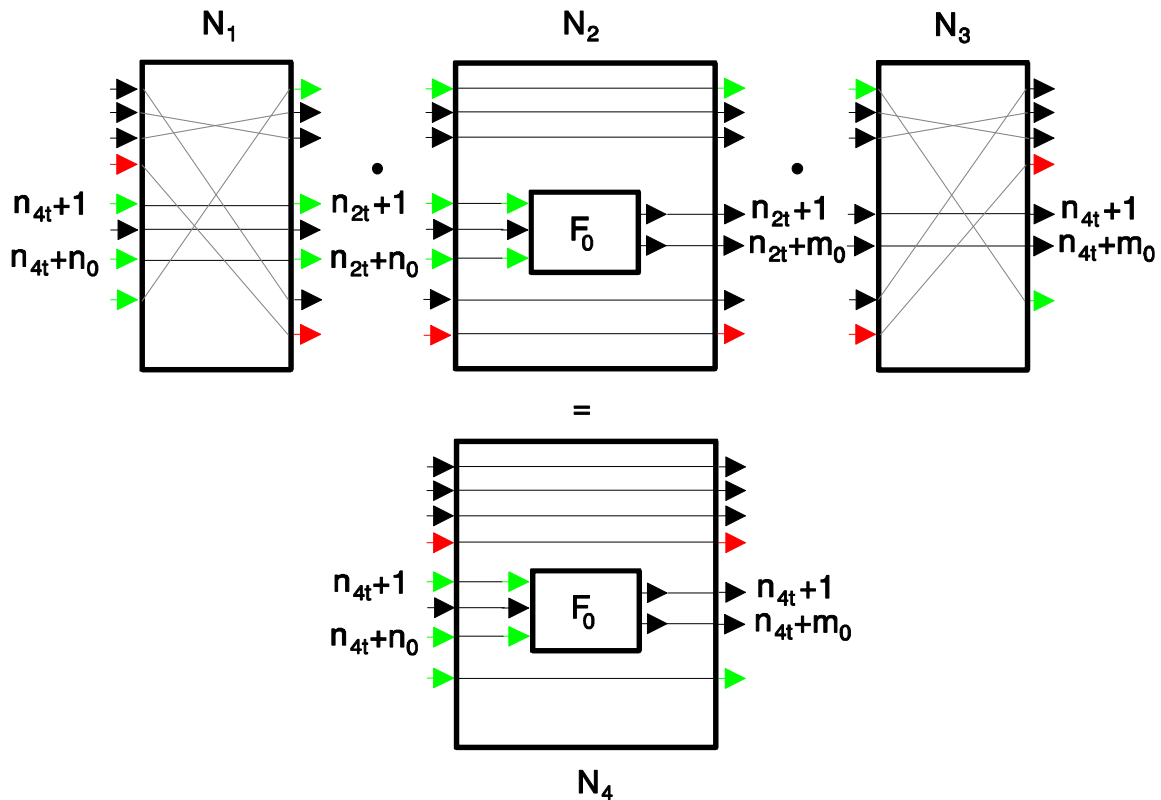 N₁ N₂ N₃
n₄ₜ+1 n₂ₜ+1 n₂ₜ+1 n₄ₜ+1
F₀
n₄ₜ+n₀ n₂ₜ+n₀ n₂ₜ+m₀ n₄ₜ+m₀
=
n₄ₜ+1 n₄ₜ+1
F₀
n₄ₜ+n₀ n₄ₜ+m₀
N₄